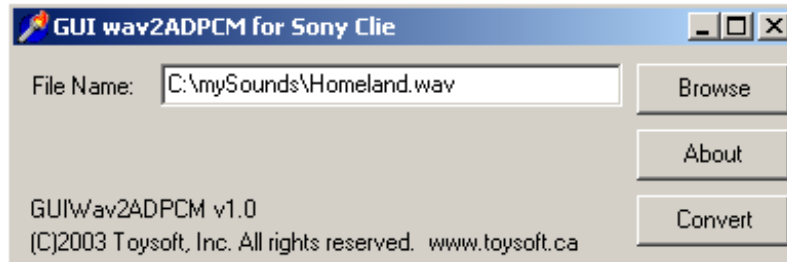 GUI wav2ADPCM for Sony Clie
File Name: C:\mySounds\Homeland.wav
Browse
About
GUIWav2ADPCM v1.0
Convert
(C)2003 Toysoft, Inc. All rights reserved. www.toysoft.ca